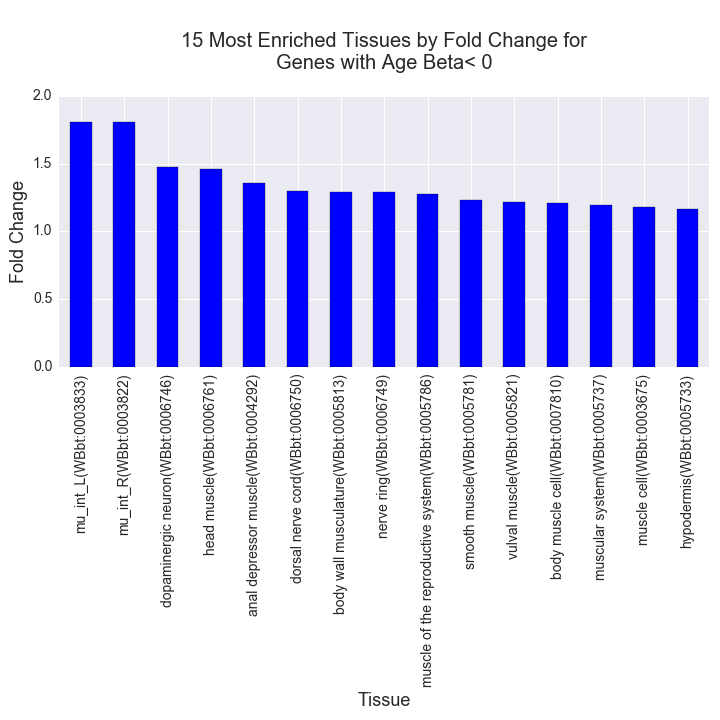 15 Most Enriched Tissues by Fold Change for
Genes with Age Beta< 0
2.0
1.5
1.0
0.5
0.0
Fold Change
mu_int_L(WBbt:0003833)
mu_int_R(WBbt:0003822)
dopaminergic neuron(WBbt:0006746)
head muscle(WBbt:0006761)
anal depressor muscle(WBbt:0004292)
dorsal nerve cord(WBbt:0006750)
body wall musculature(WBbt:0005813)
nerve ring(WBbt:0006749)
muscle of the reproductive system(WBbt:0005786)
smooth muscle(WBbt:0005781)
vulval muscle(WBbt:0005821)
body muscle cell(WBbt:0007810)
muscular system(WBbt:0005737)
muscle cell(WBbt:0003675)
hypodermis(WBbt:0005733)
Tissue